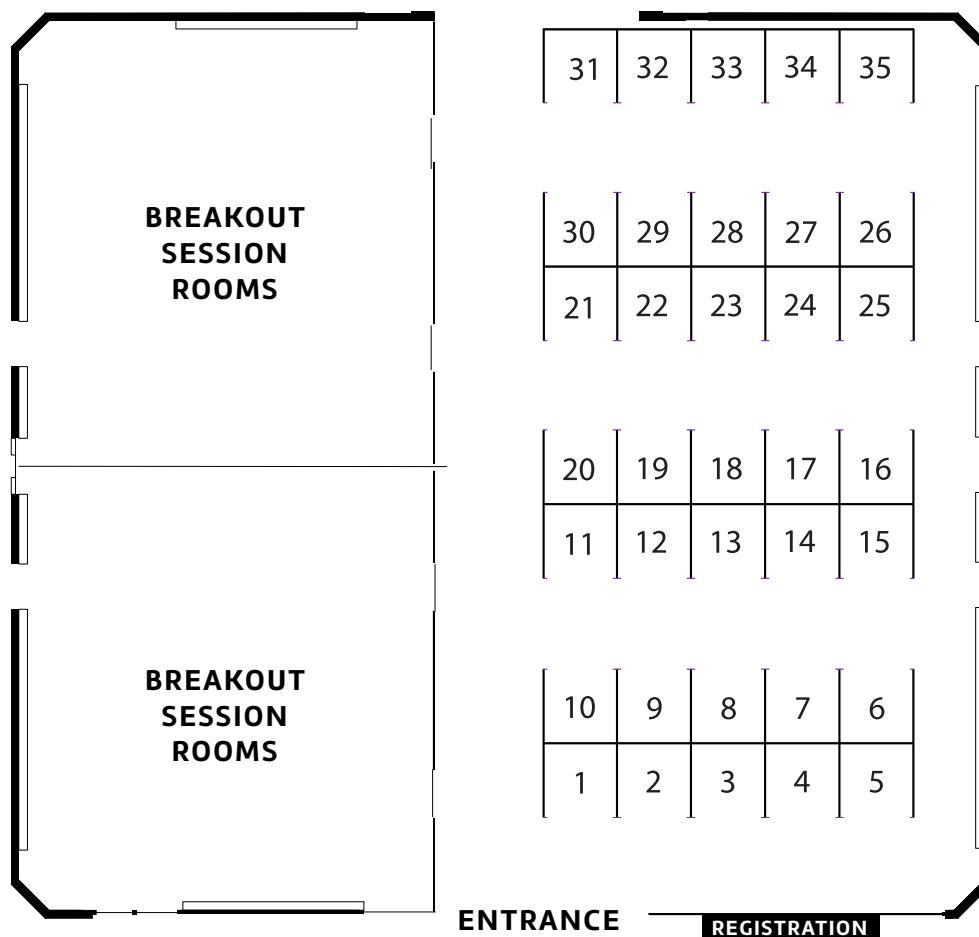 31 32 33 34 35
BREAKOUT
SESSION
ROOMS
30 29 28 27 26
21 22 23 24 25
20 19 18 17 16
11 12 13 14 15
BREAKOUT
SESSION
ROOMS
10 9 8 7 6
1 2 3 4 5
ENTRANCE
REGISTRATION